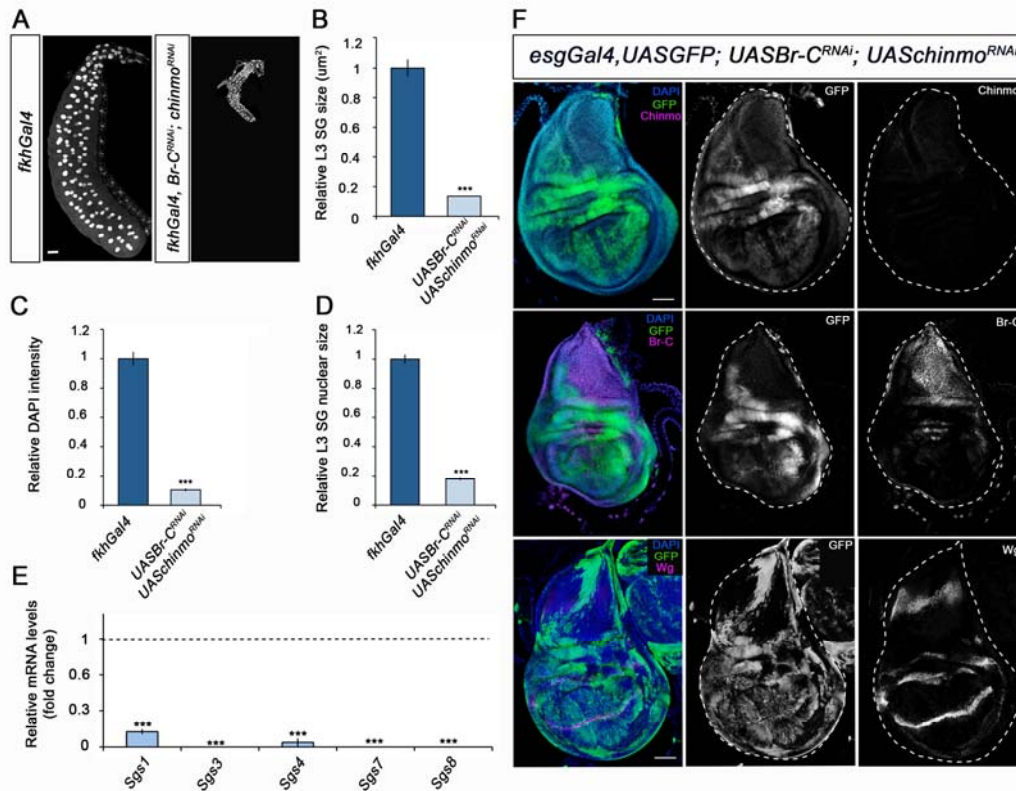 A
fkhGal4
fkhGal4, Br-C^RNAi; chinmo^RNAi
B
Relative L3 SG size (um²)
1.2
1
0.8
0.6
0.4
0.2
0
***
fkhGal4
UASBr-C^RNAi
UASchinmo^RNai
C
Relative DAPI intensity
1.2
1
0.8
0.6
0.4
0.2
0
***
fkhGal4
UASBr-C^RNAi
UASchinmo^RNAi
D
Relative L3 SG nuclear size
1.2
1
0.8
0.6
0.4
0.2
0
***
fkhGal4
UASBr-C^RNAi
UASchinmo^RNAi
E
Relative mRNA levels
(fold change)
1
0.6
0.3
0
***
***
***
***
***
Sgs1
Sgs3
Sgs4
Sgs7
Sgs8
F
esgGal4,UASGFP; UASBr-C^RNAi; UASchinmo^RNAi
DAPI
GFP
Chinmo
GFP
Chinmo
DAPI
GFP
Br-C
GFP
Br-C
DAPI
GFP
Wg
GFP
Wg